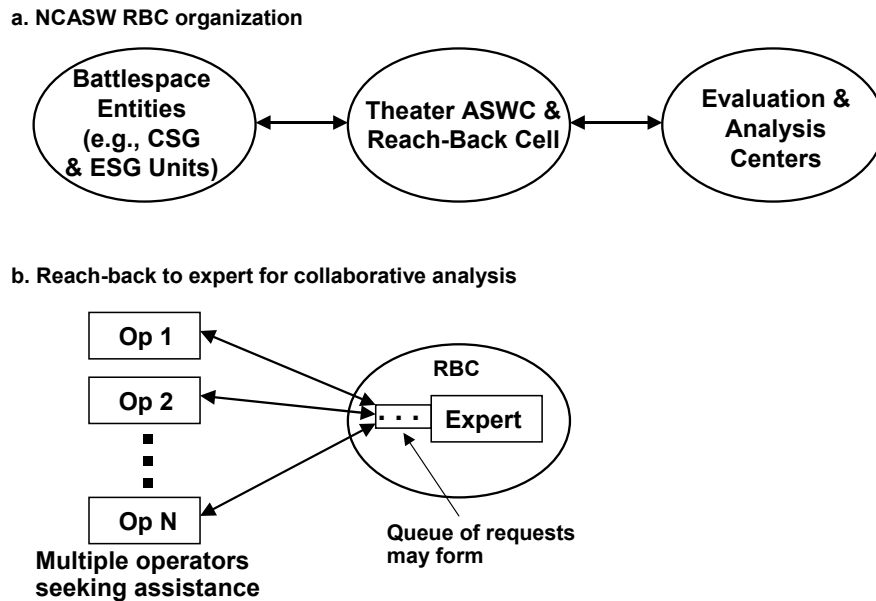 a. NCASW RBC organization
Battlespace
Entities
(e.g., CSG
& ESG Units)
Theater ASWC &
Reach-Back Cell
Evaluation &
Analysis
Centers
b. Reach-back to expert for collaborative analysis
Op 1
Op 2
Op N
Multiple operators
seeking assistance
RBC
. . .
Expert
Queue of requests
may form